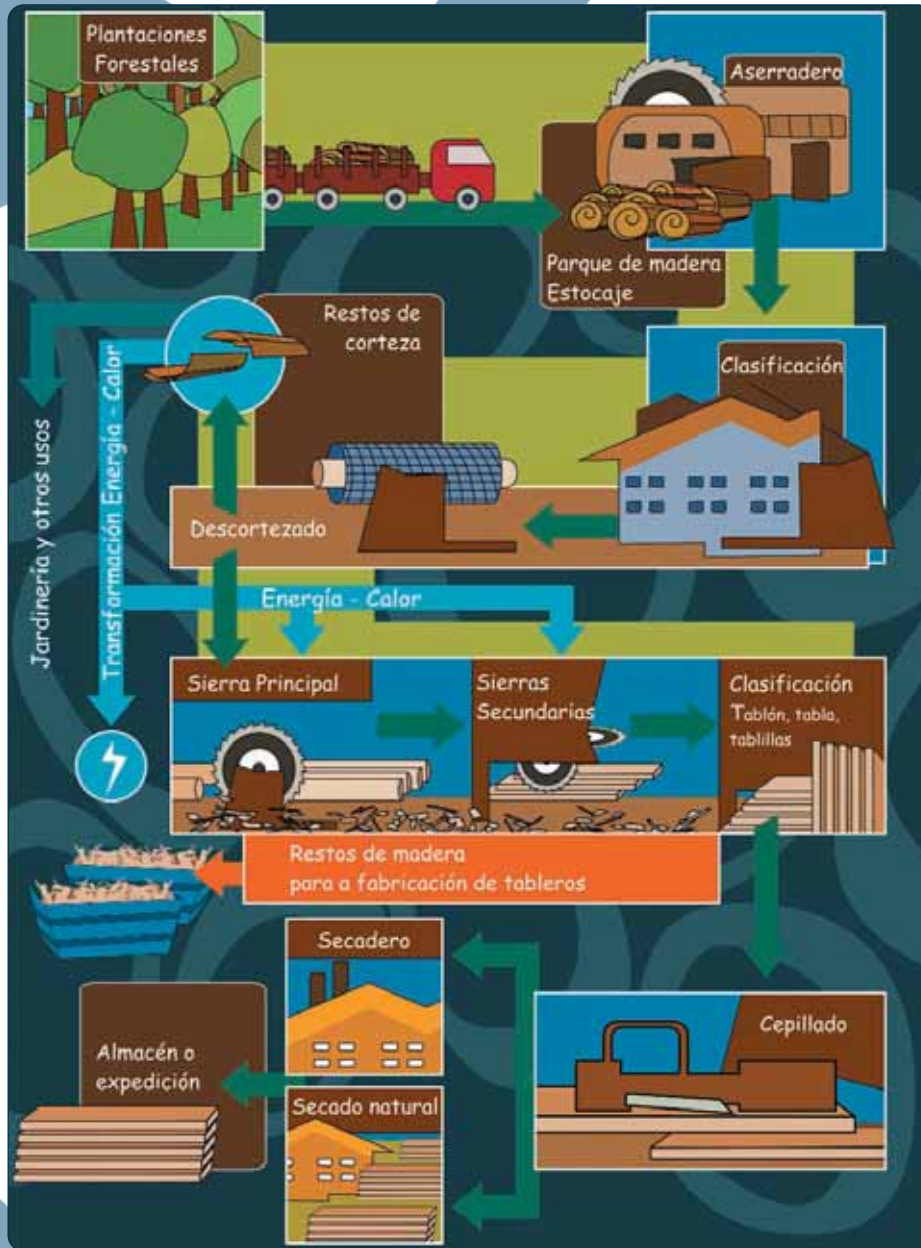 Plantaciones
Forestales
Aserradero
Parque de madera
Estocaje
Restos de
corteza
Clasificación
Descortezado
Jardinería y otros usos
Transformación Energía - Calor
Energía - Calor
Sierra Principal
Sierras
Secundarias
Clasificación
Tablón, tabla,
tablillas
Restos de madera
para a fabricación de tableros
Secadero
Cepillado
Almacén o
expedición
Secado natural